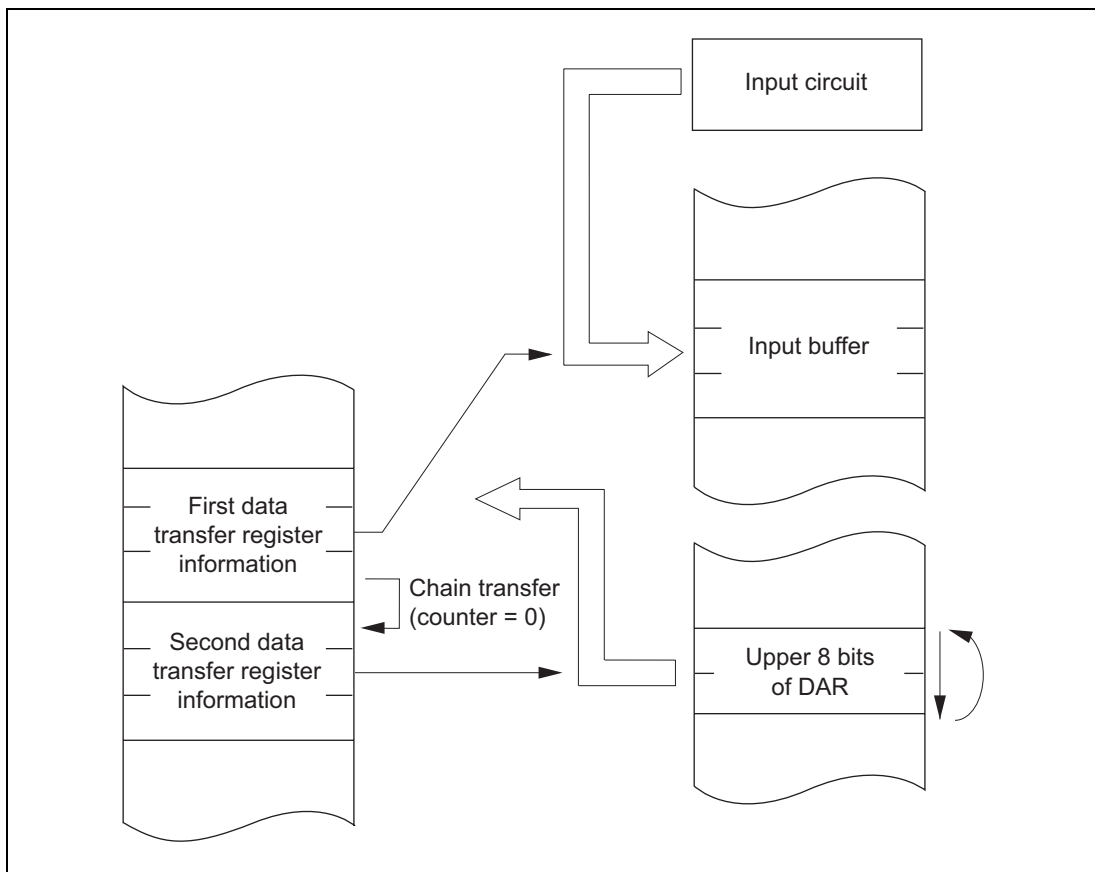 Input circuit
Input buffer
First data
transfer register
information
Chain transfer
(counter = 0)
Second data
transfer register
information
Upper 8 bits
of DAR